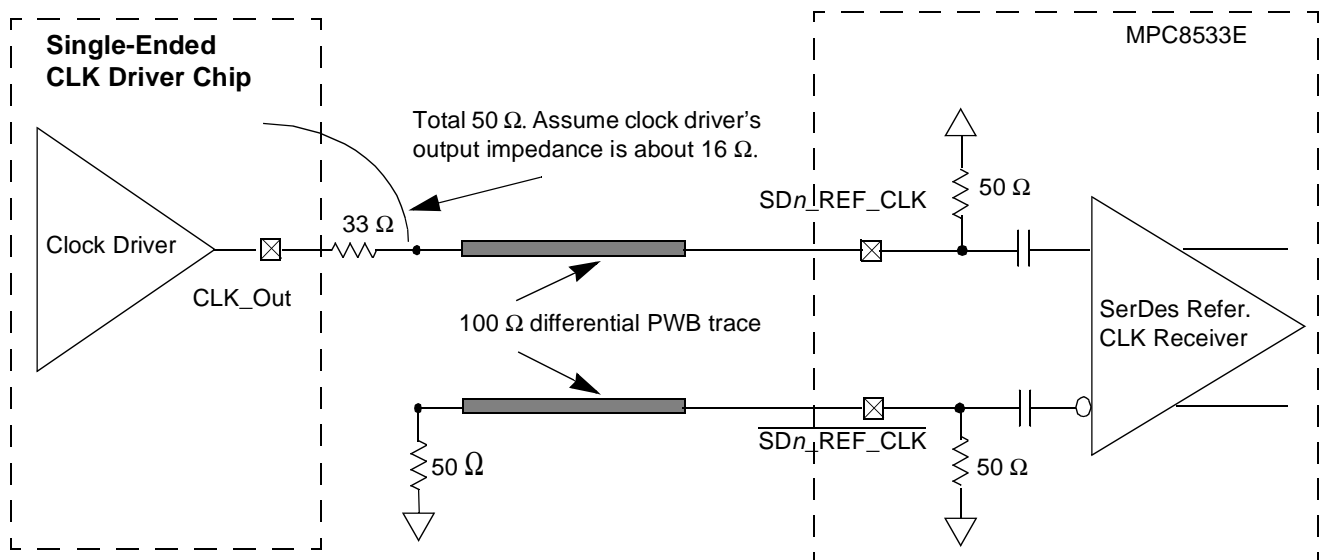 Single-Ended
CLK Driver Chip
MPC8533E
Total 50 Ω. Assume clock driver's
output impedance is about 16 Ω.
SDn_REF_CLK
50 Ω
33 Ω
Clock Driver
CLK_Out
100 Ω differential PWB trace
SerDes Refer.
CLK Receiver
SDn_REF_CLK
50 Ω
50 Ω